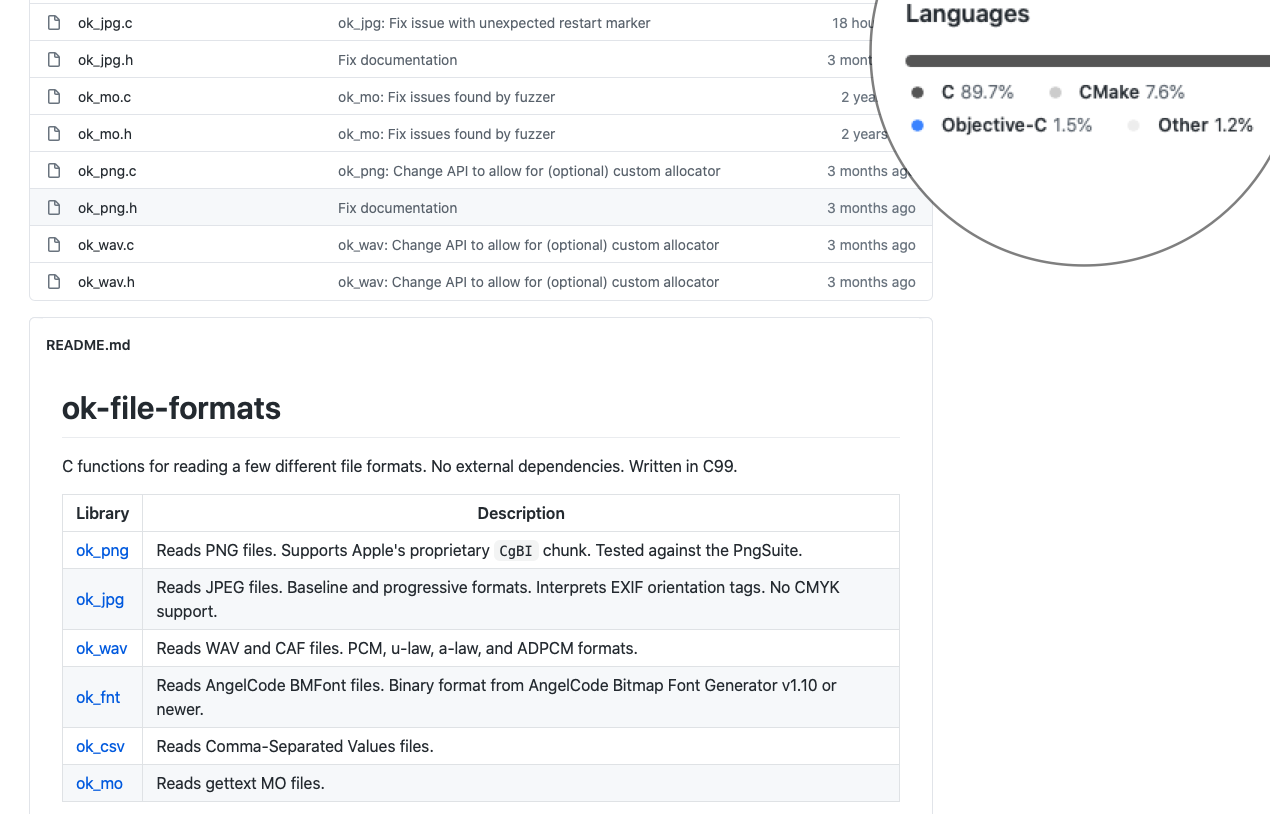 ok_jpg.c ok_jpg: Fix issue with unexpected restart marker 18 hou
ok_jpg.h Fix documentation 3 mont
ok_mo.c ok_mo: Fix issues found by fuzzer 2 yea
ok_mo.h ok_mo: Fix issues found by fuzzer 2 years
ok_png.c ok_png: Change API to allow for (optional) custom allocator 3 months ag
ok_png.h Fix documentation 3 months ago
ok_wav.c ok_wav: Change API to allow for (optional) custom allocator 3 months ago
ok_wav.h ok_wav: Change API to allow for (optional) custom allocator 3 months ago
Languages
C 89.7% CMake 7.6%
Objective-C 1.5% Other 1.2%
README.md
ok-file-formats
C functions for reading a few different file formats. No external dependencies. Written in C99.
Library Description
ok_png Reads PNG files. Supports Apple's proprietary CgBI chunk. Tested against the PngSuite.
ok_jpg Reads JPEG files. Baseline and progressive formats. Interprets EXIF orientation tags. No CMYK
support.
ok_wav Reads WAV and CAF files. PCM, u-law, a-law, and ADPCM formats.
ok_fnt Reads AngelCode BMFont files. Binary format from AngelCode Bitmap Font Generator v1.10 or
newer.
ok_csv Reads Comma-Separated Values files.
ok_mo Reads gettext MO files.